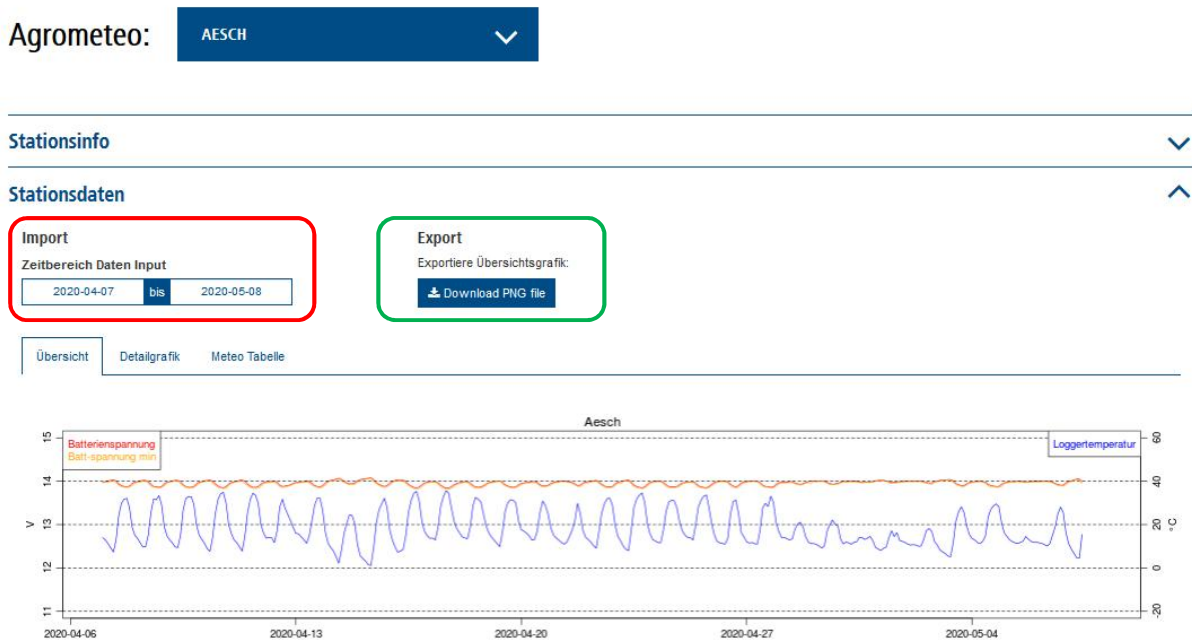 Agrometeo: AESCH
Stationsinfo
Stationsdaten
Import
Zeitbereich Daten Input
2020-04-07 bis 2020-05-08
Export
Exportiere Übersichtsgrafik:
Download PNG file
Übersicht Detailgrafik Meteo Tabelle
Aesch
Batterienspannung
Batt-spannung min
Loggertemperatur
15
14
13
12
11
V
60
40
20
0
-20
°C
2020-04-06 2020-04-13 2020-04-20 2020-04-27 2020-05-04